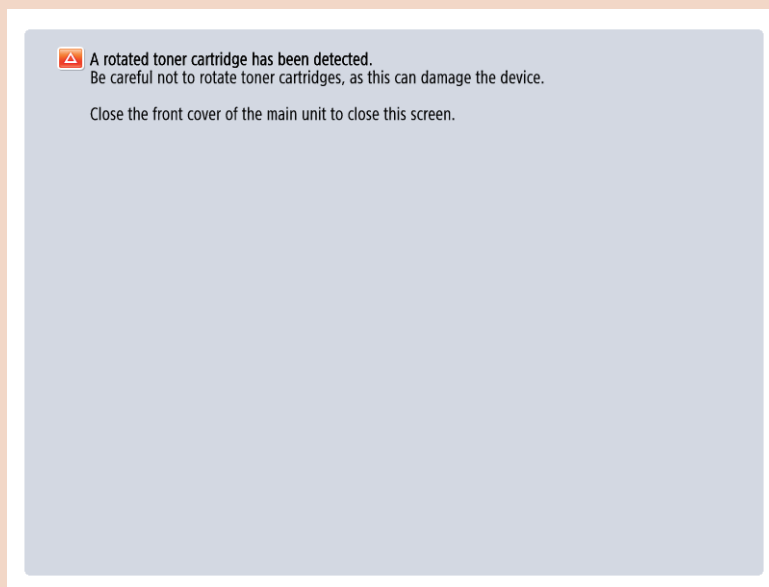 A rotated toner cartridge has been detected.
Be careful not to rotate toner cartridges, as this can damage the device.
Close the front cover of the main unit to close this screen.